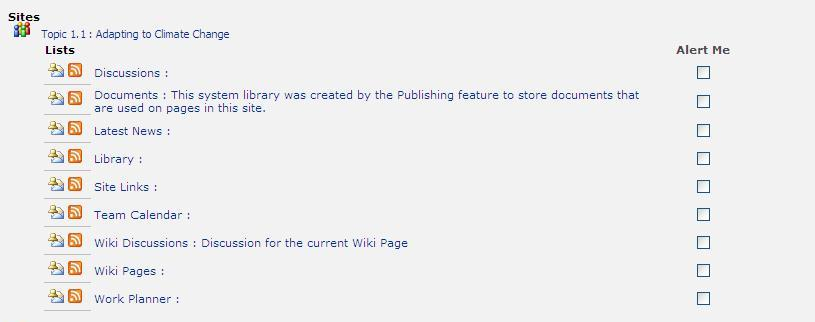 Sites
Topic 1.1 : Adapting to Climate Change
Lists Alert Me
Discussions :
Documents : This system library was created by the Publishing feature to store documents that
are used on pages in this site.
Latest News :
Library :
Site Links :
Team Calendar :
Wiki Discussions : Discussion for the current Wiki Page
Wiki Pages :
Work Planner :